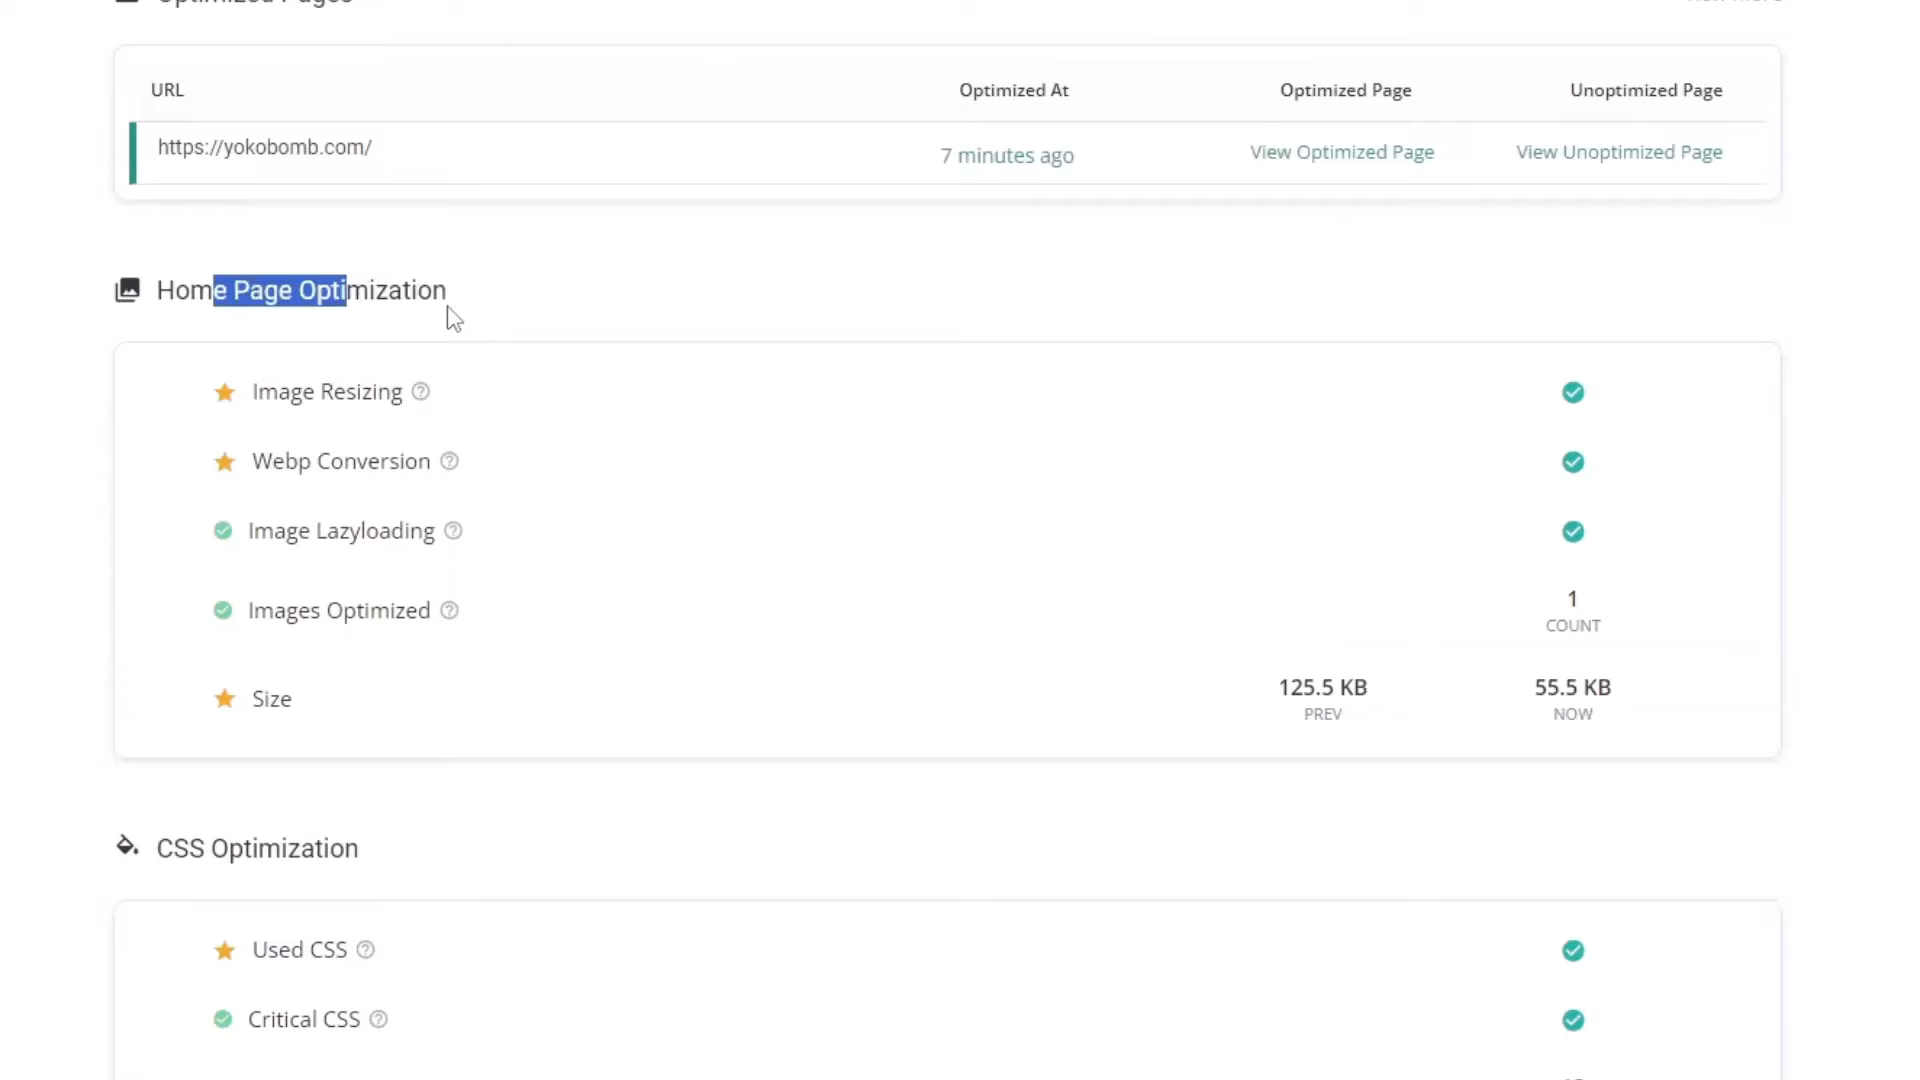 Optimized Pages
URL Optimized At Optimized Page Unoptimized Page
https://yokobomb.com/ 7 minutes ago View Optimized Page View Unoptimized Page
Home Page Optimization
Image Resizing
Webp Conversion
Image Lazyloading
Images Optimized 1
COUNT
Size 125.5 KB 55.5 KB
PREV NOW
CSS Optimization
Used CSS
Critical CSS